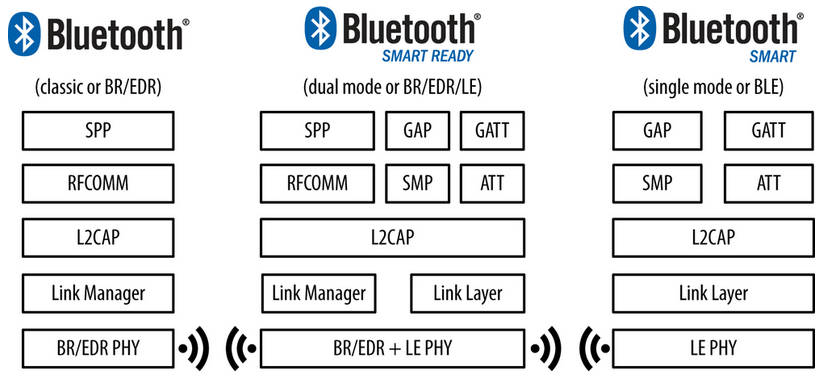 Bluetooth®
(classic or BR/EDR)
SPP
RFCOMM
L2CAP
Link Manager
BR/EDR PHY
Bluetooth®
SMART READY
(dual mode or BR/EDR/LE)
SPP GAP GATT
RFCOMM SMP ATT
L2CAP
Link Manager Link Layer
BR/EDR + LE PHY
Bluetooth®
SMART
(single mode or BLE)
GAP GATT
SMP ATT
L2CAP
Link Layer
LE PHY